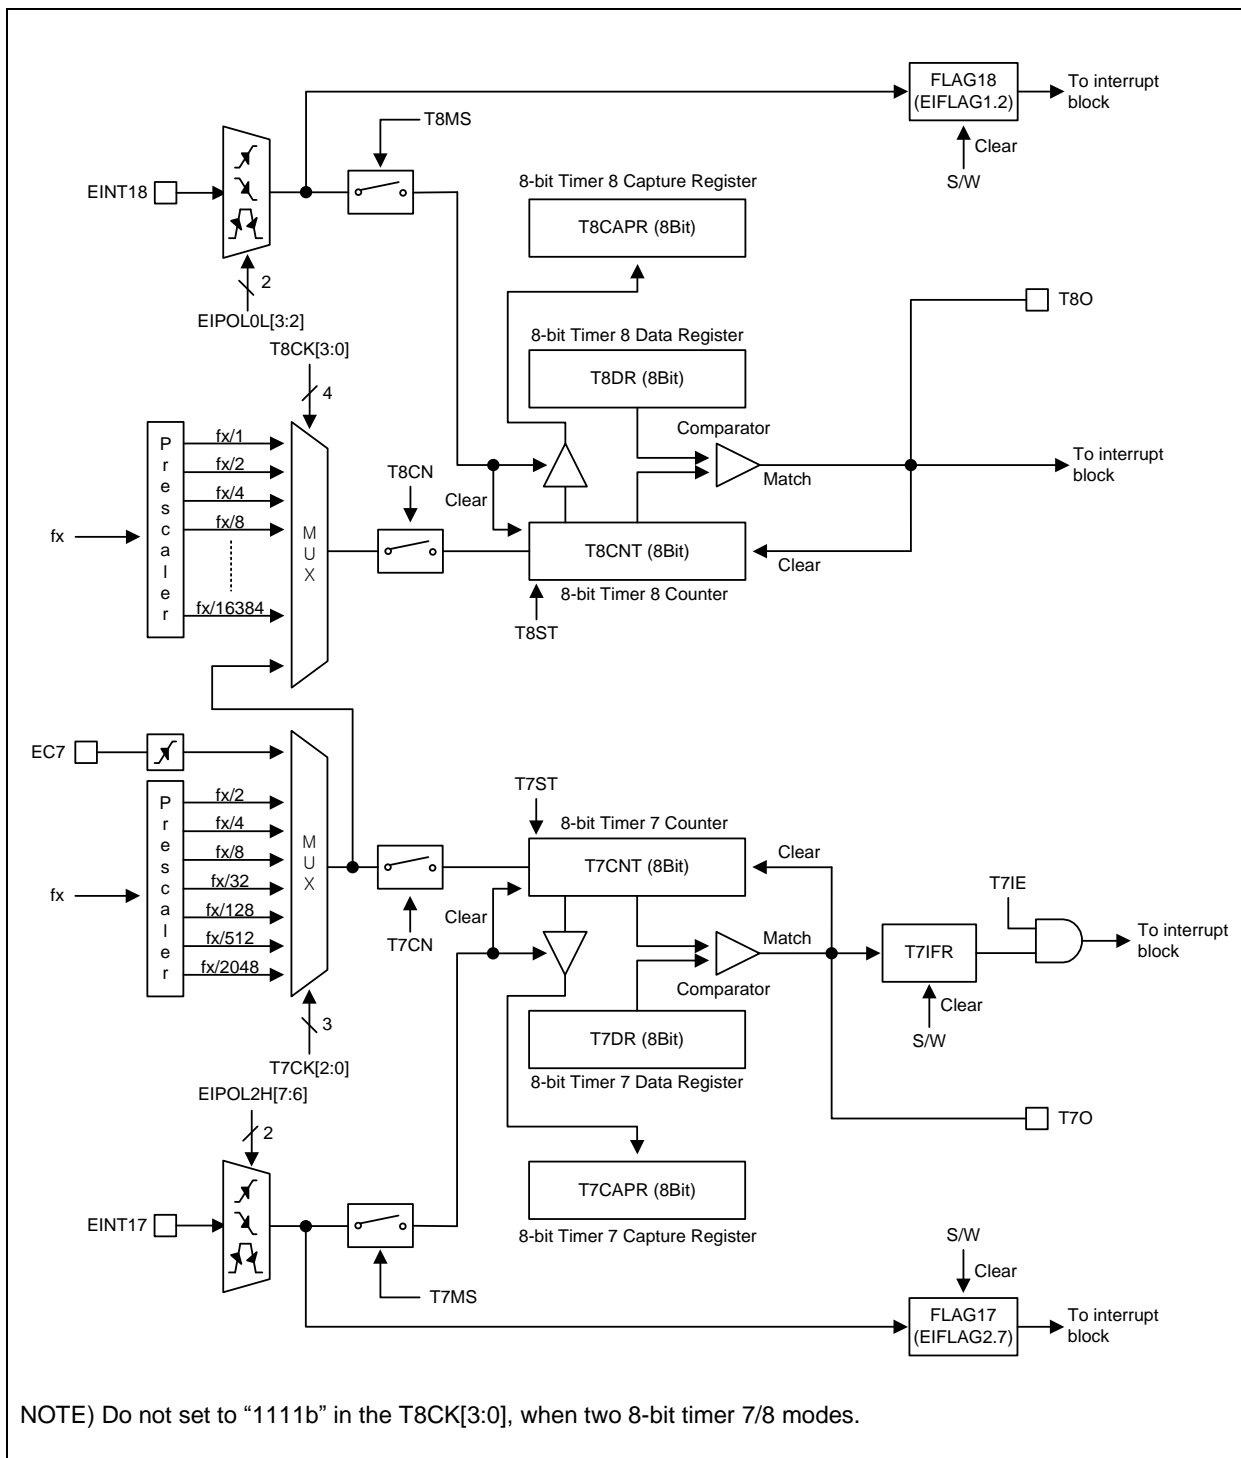 FLAG18
(EIFLAG1.2)
To interrupt
block
T8MS
Clear
S/W
EINT18
8-bit Timer 8 Capture Register
T8CAPR (8Bit)
2
EIPOL0L[3:2]
T8O
T8CK[3:0]
4
8-bit Timer 8 Data Register
T8DR (8Bit)
Prescaler
fx/1
fx/2
fx/4
fx/8
fx/16384
fx
MUX
T8CN
Clear
Comparator
Match
To interrupt
block
T8CNT (8Bit)
Clear
8-bit Timer 8 Counter
T8ST
EC7
Prescaler
fx/2
fx/4
fx/8
fx/32
fx/128
fx/512
fx/2048
fx
MUX
T7ST
8-bit Timer 7 Counter
T7CNT (8Bit)
Clear
T7CN
Clear
Match
Comparator
T7IE
T7IFR
To interrupt
block
Clear
S/W
3
T7CK[2:0]
T7DR (8Bit)
8-bit Timer 7 Data Register
EIPOL2H[7:6]
2
T7O
EINT17
T7CAPR (8Bit)
8-bit Timer 7 Capture Register
T7MS
S/W
Clear
FLAG17
(EIFLAG2.7)
To interrupt
block
NOTE) Do not set to “1111b” in the T8CK[3:0], when two 8-bit timer 7/8 modes.